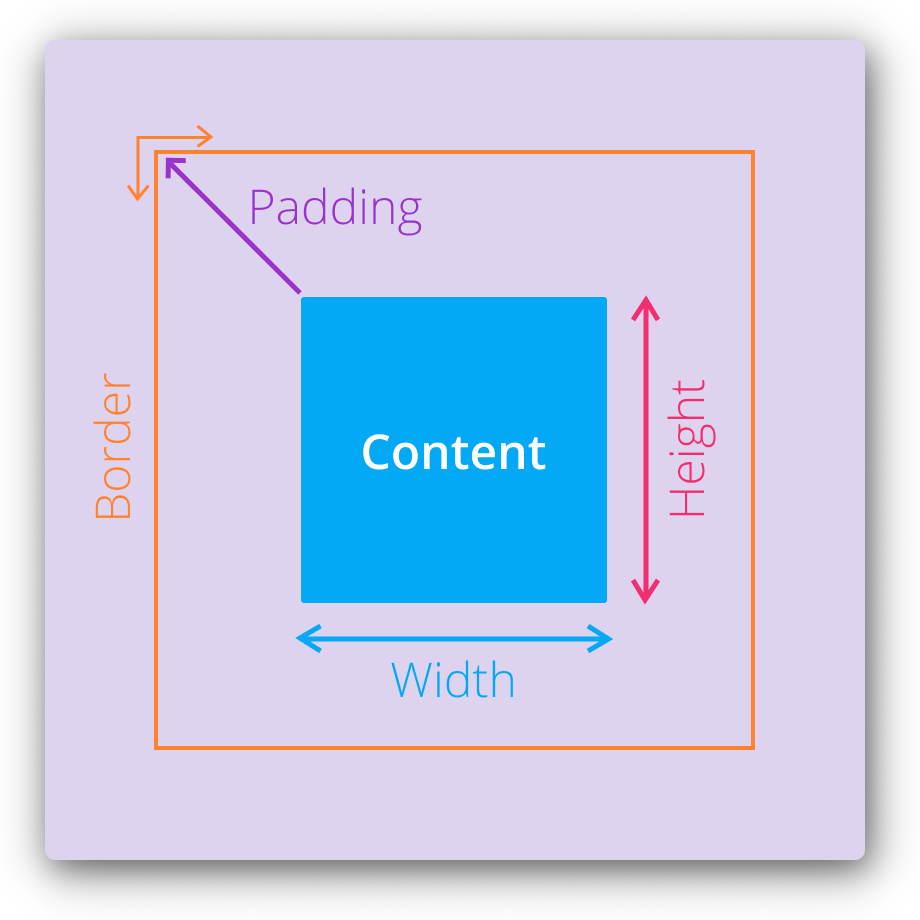 Padding
Border
Content
Height
Width